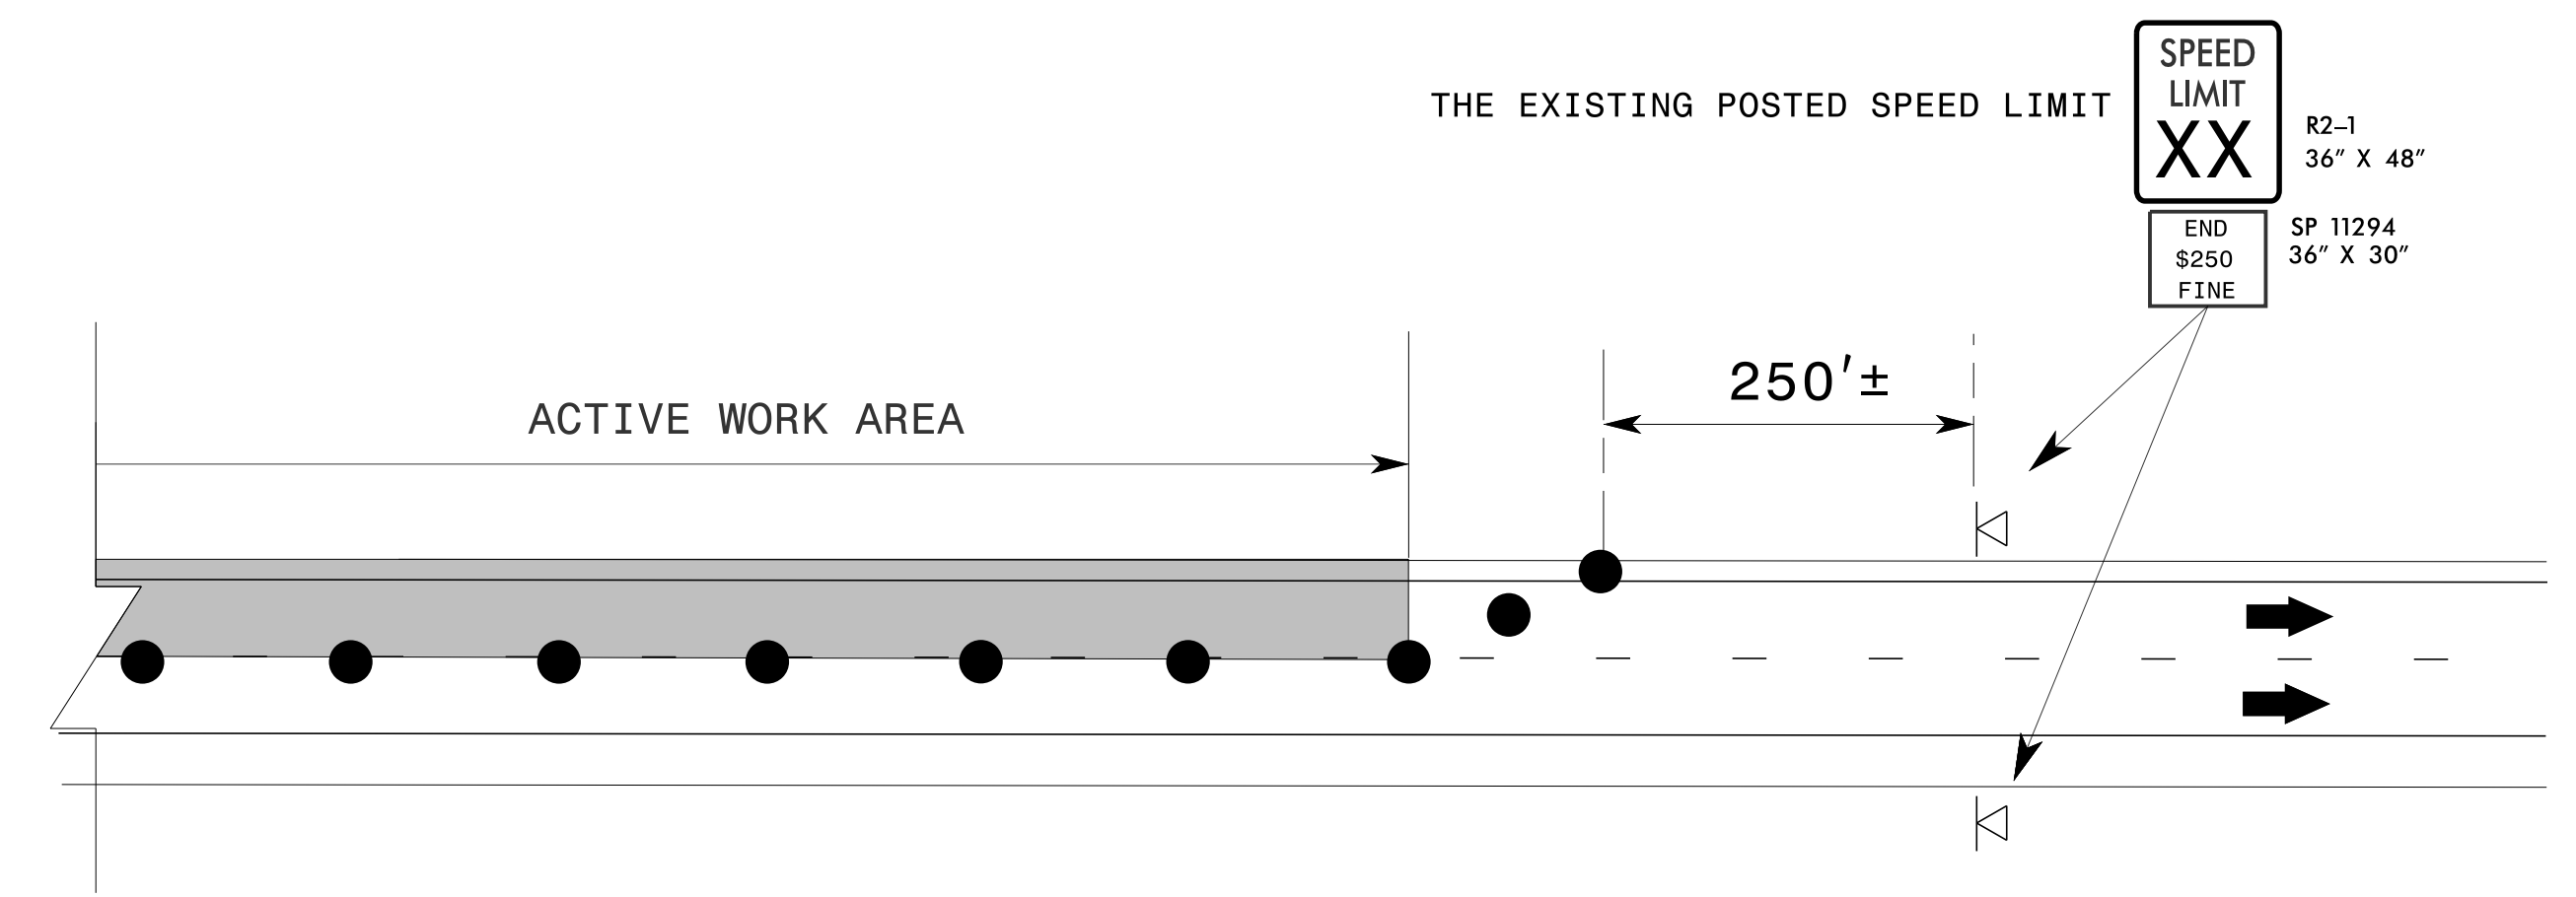 SPEED
LIMIT
THE EXISTING POSTED SPEED LIMIT
XX
R2-1
36" X 48"
END
$250
FINE
SP 11294
36" X 30"
250'±
ACTIVE WORK AREA